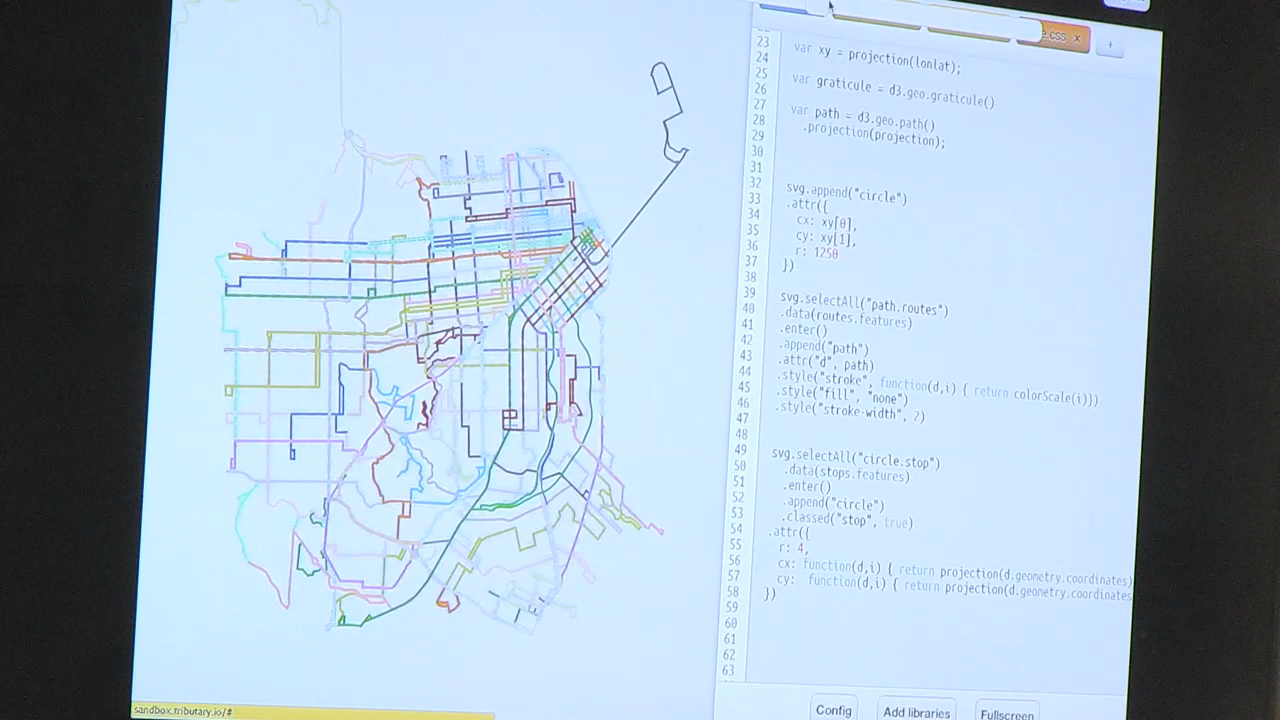 e.css x
+
23
24 var xy = projection(lonlat);
25
26 var graticule = d3.geo.graticule()
27
28 var path = d3.geo.path()
29 .projection(projection);
30
31
32
33 svg.append("circle")
34 .attr({
35 cx: xy[0],
36 cy: xy[1],
37 r: 1250
38 })
39
40 svg.selectAll("path.routes")
41 .data(routes.features)
42 .enter()
43 .append("path")
44 .attr("d", path)
45 .style("stroke", function(d,i) { return colorScale(i)})
46 .style("fill", "none")
47 .style("stroke-width", 2)
48
49
50 svg.selectAll("circle.stop")
51 .data(stops.features)
52 .enter()
53 .append("circle")
54 .classed("stop", true)
55 .attr({
56 r: 4,
57 cx: function(d,i) { return projection(d.geometry.coordinates)
58 cy: function(d,i) { return projection(d.geometry.coordinates
59 })
60
61
62
63
sandbox.tributary.io/#
Config
Add libraries
Fullscreen